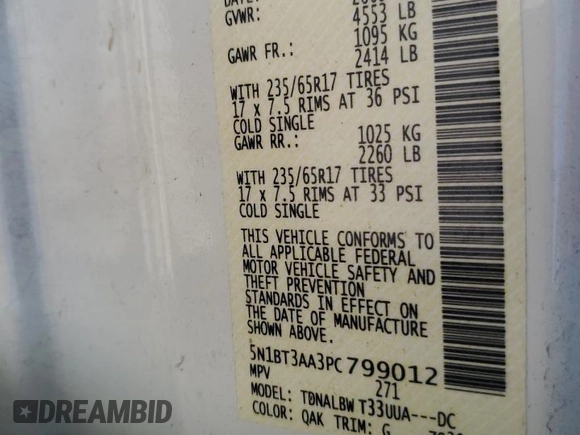 GVWR: 4553 LB
1095 KG
GAWR FR.: 2414 LB
WITH 235/65R17 TIRES
17 x 7.5 RIMS AT 36 PSI
COLD SINGLE
1025 KG
GAWR RR.: 2260 LB
WITH 235/65R17 TIRES
17 x 7.5 RIMS AT 33 PSI
COLD SINGLE
THIS VEHICLE CONFORMS TO
ALL APPLICABLE FEDERAL
MOTOR VEHICLE SAFETY AND
THEFT PREVENTION
STANDARDS IN EFFECT ON
THE DATE OF MANUFACTURE
SHOWN ABOVE.
5N1BT3AA3PC799012
MPV 271
MODEL: TDNALBW T33UUA---DC
COLOR: QAK TRIM: G
DREAMBID